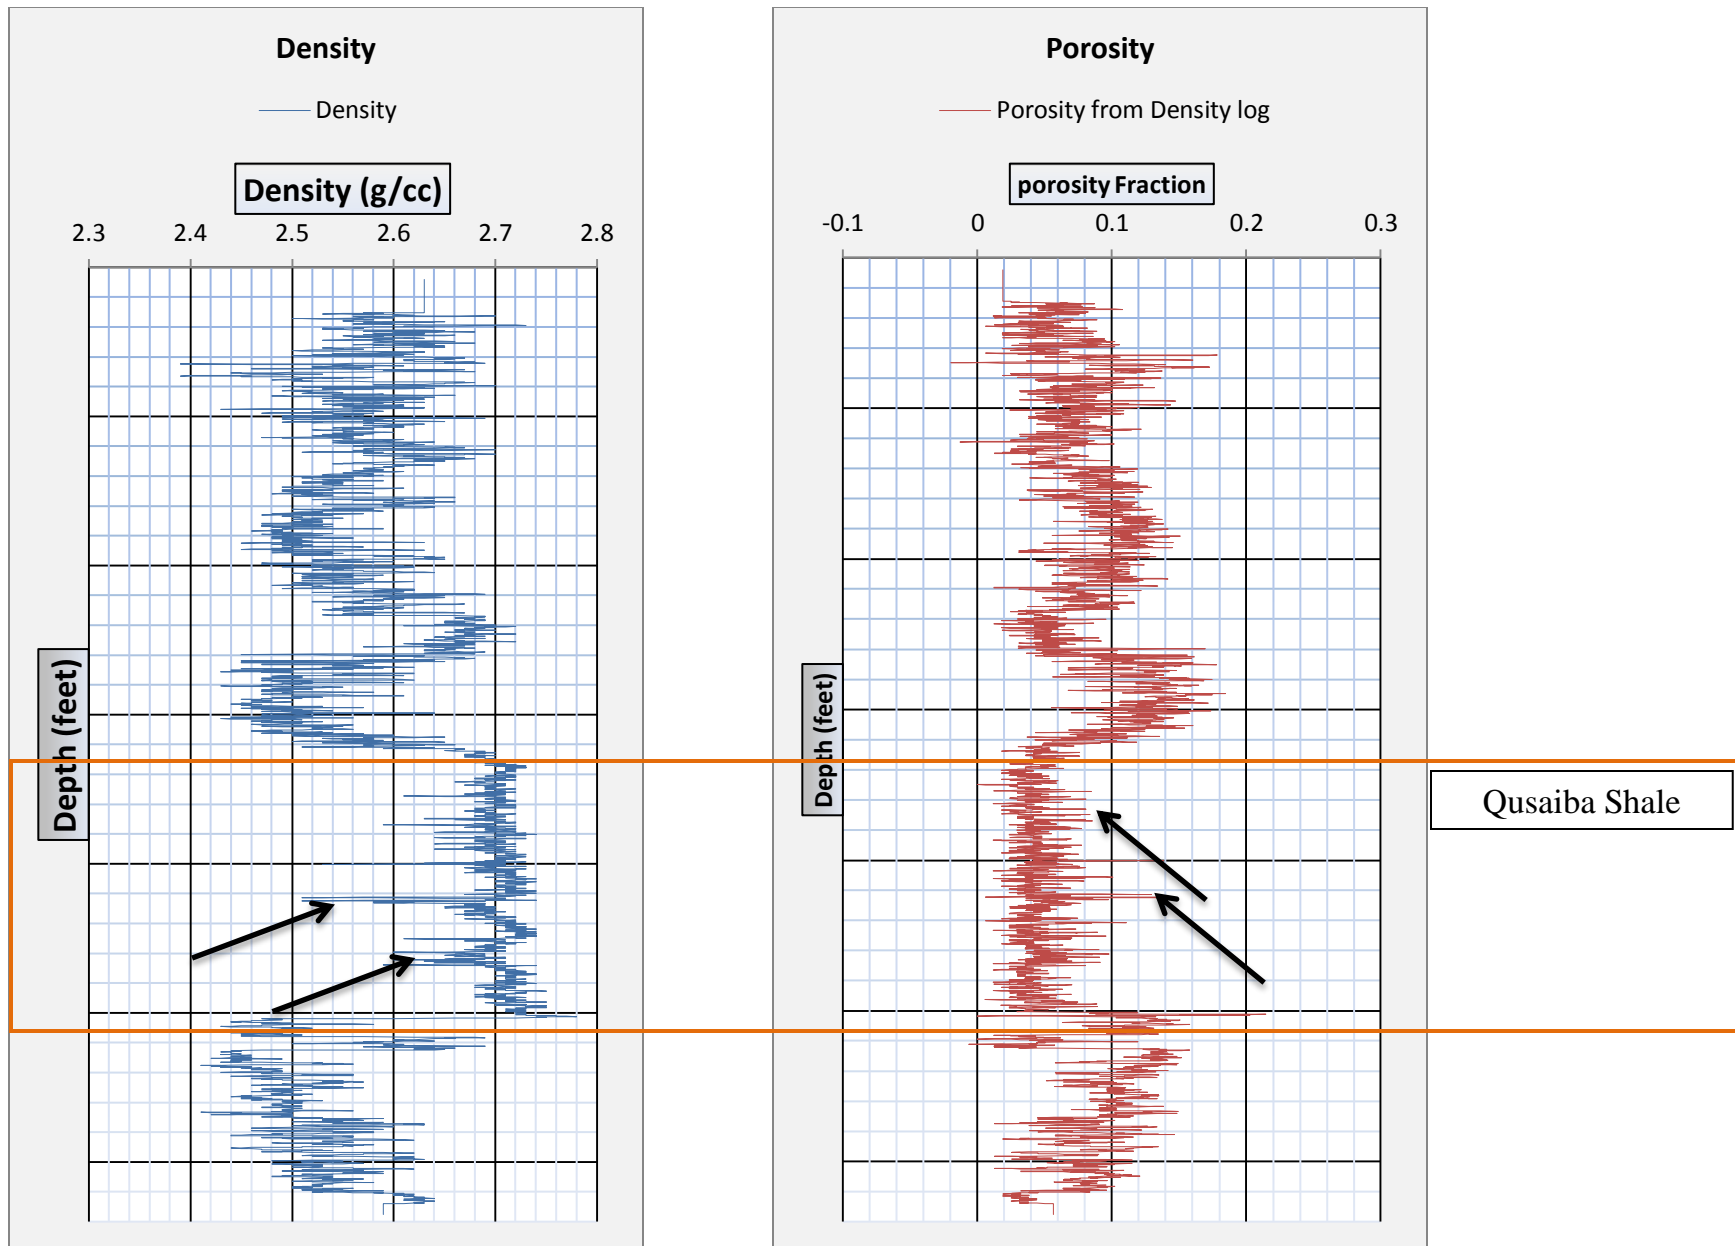 Density
Density
Density (g/cc)
2.3 2.4 2.5 2.6 2.7 2.8
Depth (feet)
Porosity
Porosity from Density log
porosity Fraction
-0.1 0 0.1 0.2 0.3
Depth (feet)
Qusaiba Shale